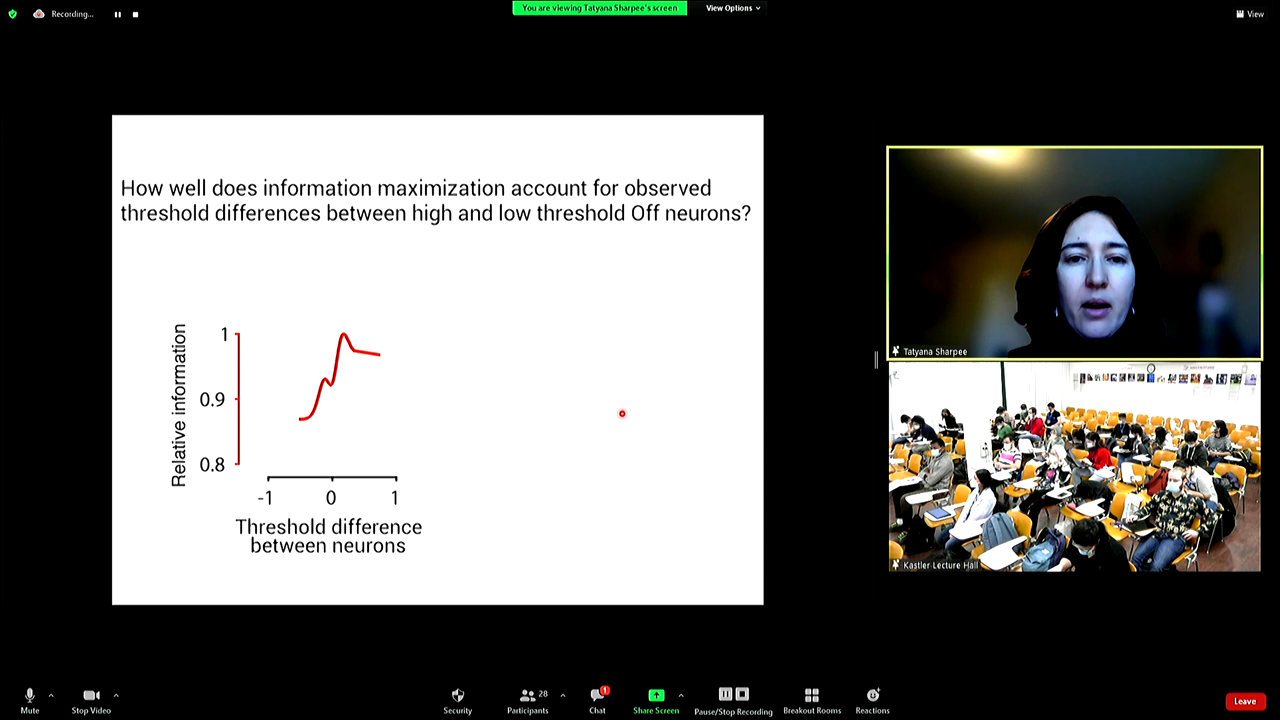 Recording...
You are viewing Tatyana Sharpee's screen
View Options
View
How well does information maximization account for observed
threshold differences between high and low threshold Off neurons?
Relative information
1
0.9
0.8
-1 0 1
Threshold difference
between neurons
Tatyana Sharpee
Kastler Lecture Hall
Mute
Stop Video
Security
28
Participants
1
Chat
Share Screen
Pause/Stop Recording
Breakout Rooms
Reactions
Leave